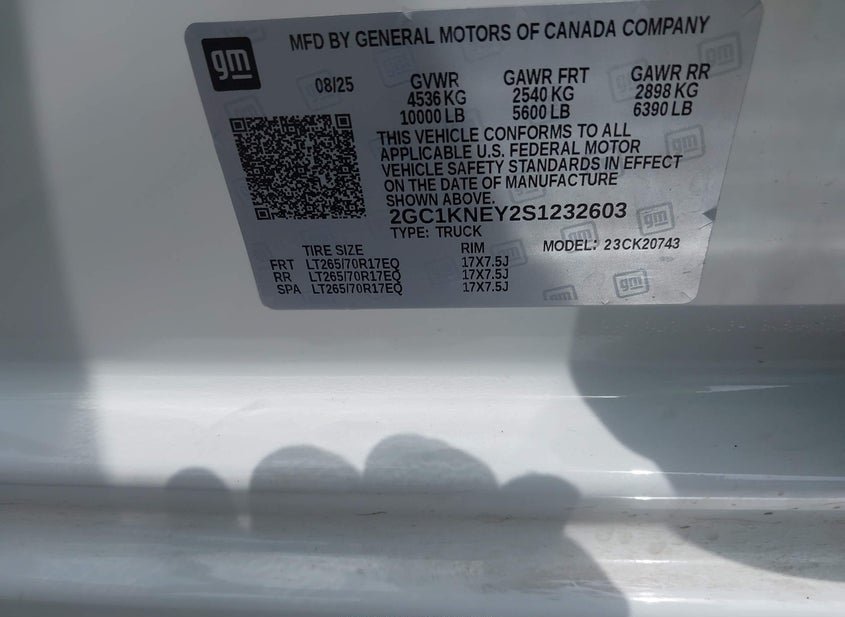 gm
MFD BY GENERAL MOTORS OF CANADA COMPANY
08/25 GVWR GAWR FRT GAWR RR
4536 KG 2540 KG 2898 KG
10000 LB 5600 LB 6390 LB
THIS VEHICLE CONFORMS TO ALL
APPLICABLE U.S. FEDERAL MOTOR
VEHICLE SAFETY STANDARDS IN EFFECT
ON THE DATE OF MANUFACTURE
SHOWN ABOVE.
2GC1KNEY2S1232603
TYPE: TRUCK MODEL: 23CK20743
TIRE SIZE RIM
FRT LT265/70R17EQ 17X7.5J
RR LT265/70R17EQ 17X7.5J
SPA LT265/70R17EQ 17X7.5J